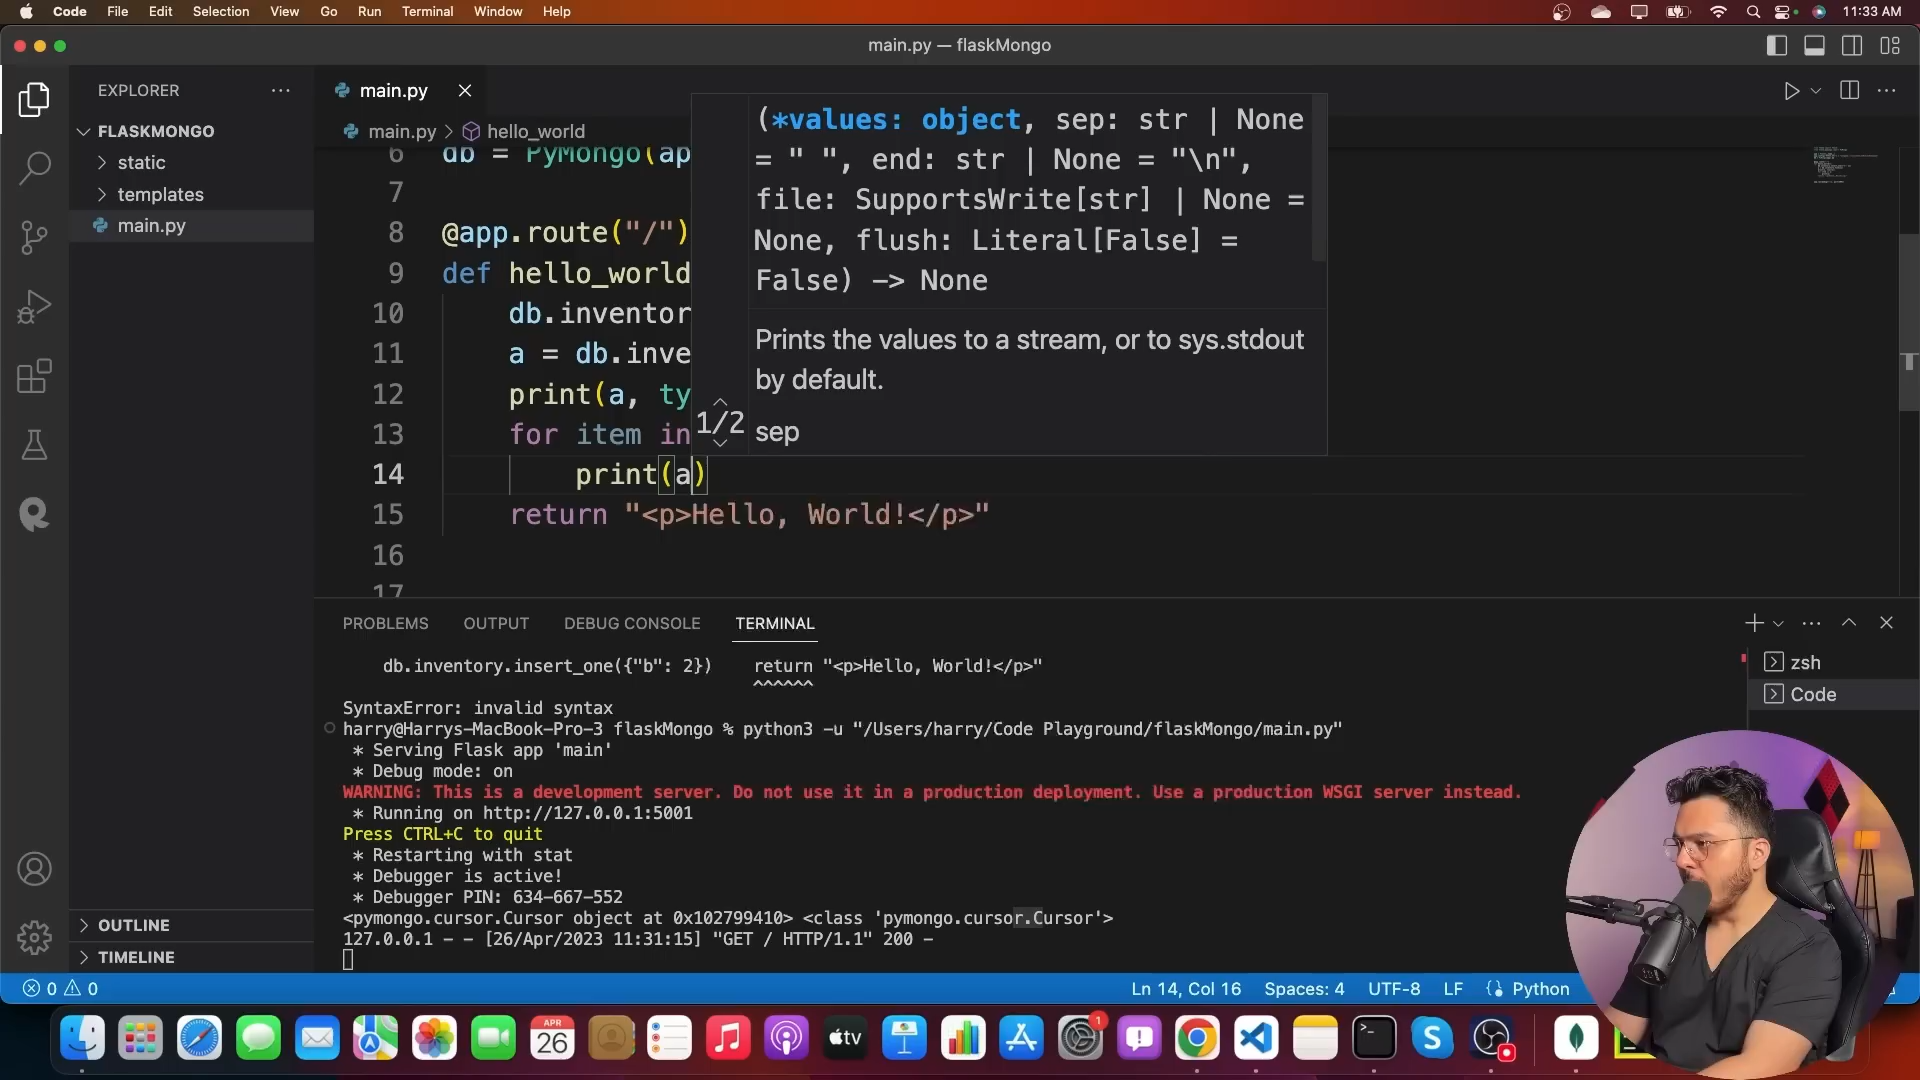 Code File Edit Selection View Go Run Terminal Window Help 11:33 AM
main.py — flaskMongo
EXPLORER
FLASKMONGO
static
templates
main.py
OUTLINE
TIMELINE
main.py
main.py > hello_world
6 db = PyMongo(ap
7
8 @app.route("/")
9 def hello_world
10 db.inventor
11 a = db.inve
12 print(a, ty
13 for item in
14 print(a)
15 return "<p>Hello, World!</p>"
16
17
(*values: object, sep: str | None
= " ", end: str | None = "\n",
file: SupportsWrite[str] | None =
None, flush: Literal[False] =
False) -> None
Prints the values to a stream, or to sys.stdout
by default.
1/2
sep
PROBLEMS OUTPUT DEBUG CONSOLE TERMINAL
zsh
Code
db.inventory.insert_one({"b": 2}) return "<p>Hello, World!</p>"
^^^^^^
SyntaxError: invalid syntax
harry@Harrys-MacBook-Pro-3 flaskMongo % python3 -u "/Users/harry/Code Playground/flaskMongo/main.py"
* Serving Flask app 'main'
* Debug mode: on
WARNING: This is a development server. Do not use it in a production deployment. Use a production WSGI server instead.
* Running on http://127.0.0.1:5001
Press CTRL+C to quit
* Restarting with stat
* Debugger is active!
* Debugger PIN: 634-667-552
<pymongo.cursor.Cursor object at 0x102799410> <class 'pymongo.cursor.Cursor'>
127.0.0.1 - - [26/Apr/2023 11:31:15] "GET / HTTP/1.1" 200 -
0 0 Ln 14, Col 16 Spaces: 4 UTF-8 LF Python
APR
26
tv
1